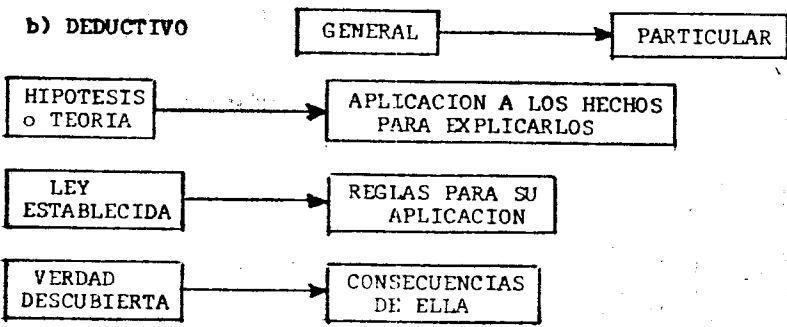 b) DEDUCTIVO GENERAL PARTICULAR
HIPOTESIS
o TEORIA
APLICACION A LOS HECHOS
PARA EXPLICARLOS
LEY
ESTABLECIDA
REGLAS PARA SU
APLICACION
VERDAD
DESCUBIERTA
CONSECUENCIAS
DE ELLA